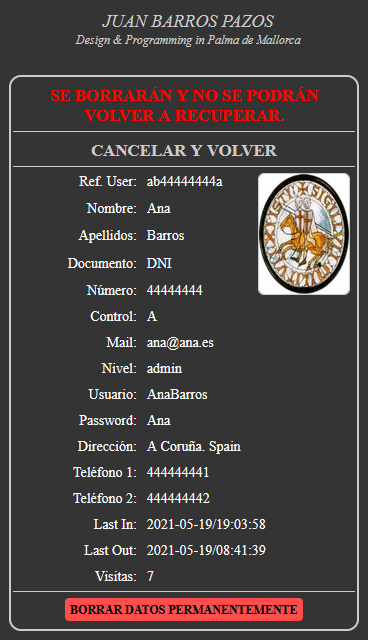 JUAN BARROS PAZOS
Design & Programming in Palma de Mallorca
SE BORRARÁN Y NO SE PODRÁN
VOLVER A RECUPERAR.
CANCELAR Y VOLVER
Ref. User: ab44444444a
Nombre: Ana
Apellidos: Barros
Documento: DNI
Número: 44444444
Control: A
Mail: ana@ana.es
Nivel: admin
Usuario: AnaBarros
Password: Ana
Dirección: A Coruña. Spain
Teléfono 1: 444444441
Teléfono 2: 444444442
Last In: 2021-05-19/19:03:58
Last Out: 2021-05-19/08:41:39
Visitas: 7
BORRAR DATOS PERMANENTEMENTE